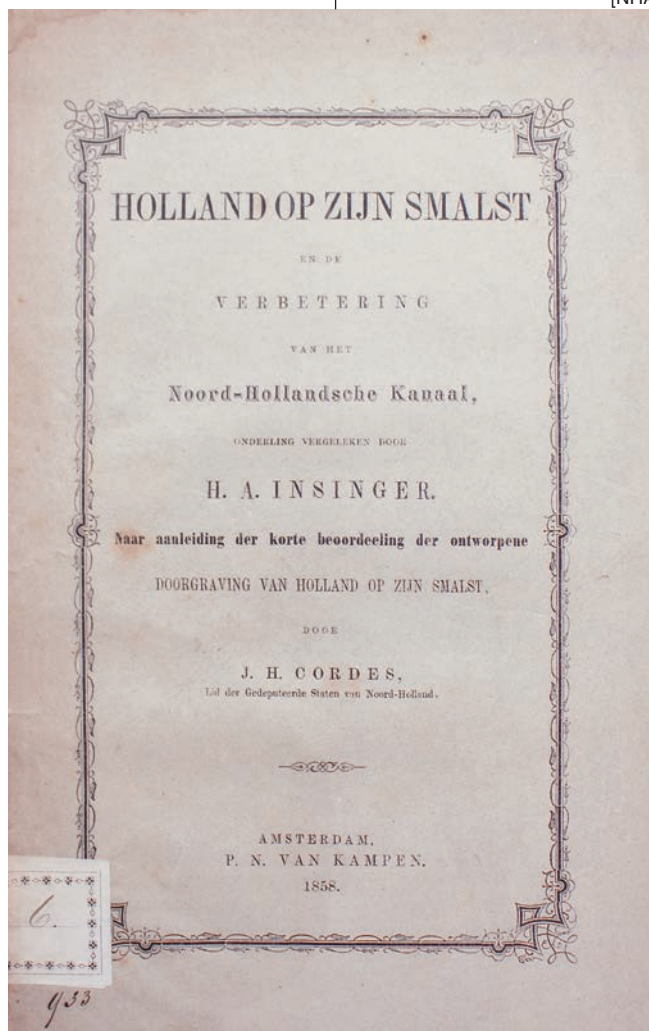 HOLLAND OP ZIJN SMALST
EN DE
VERBETERING
VAN HET
Noord-Hollandsche Kanaal,
ONDERLING VERGELEKEN DOOR
H. A. INSINGER.
Naar aanleiding der korte beoordeeling der ontworpene
DOORGRAVING VAN HOLLAND OP ZIJN SMALST,
DOOR
J. H. CORDES,
Lid der Gedeputeerde Staten van Noord-Holland.
AMSTERDAM,
P. N. VAN KAMPEN.
1858.
6.
933